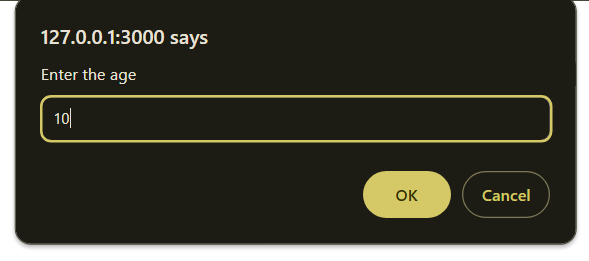 127.0.0.1:3000 says
Enter the age
10
OK Cancel